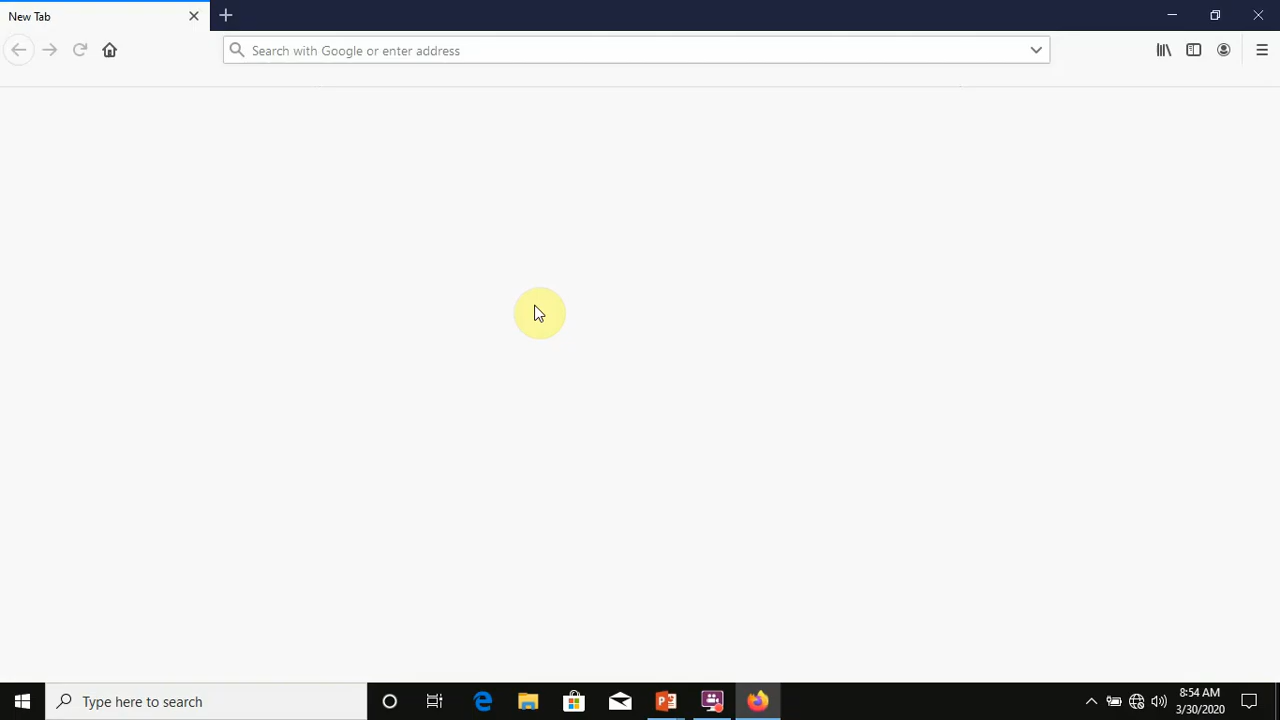 New Tab
Search with Google or enter address
Type here to search
8:54 AM
3/30/2020